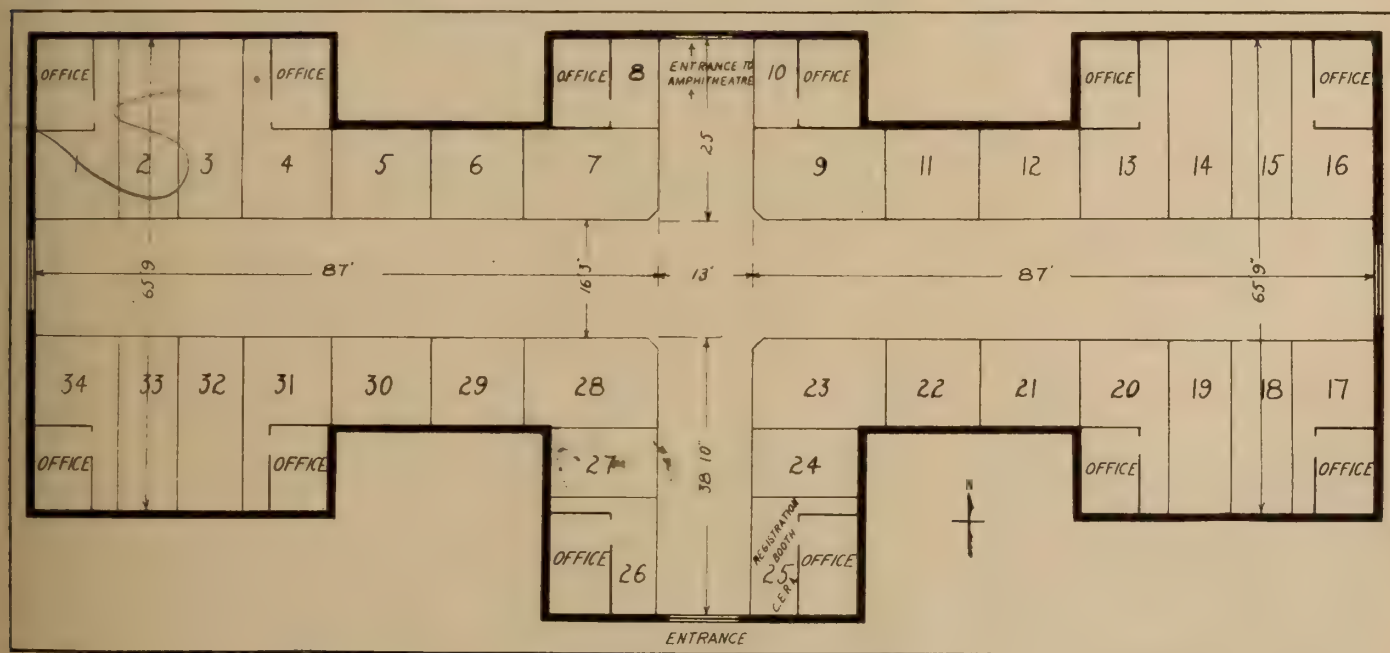 OFFICE OFFICE OFFICE 8 ENTRANCE TO 10 OFFICE OFFICE OFFICE
AMPHITHEATRE
1 2 3 4 5 6 7 25 9 11 12 13 14 15 16
65 9 87' 16'3" 13' 87' 65'9"
34 33 32 31 30 29 28 23 22 21 20 19 18 17
OFFICE OFFICE 27 38'10" 24 N OFFICE OFFICE
REGISTRATION
BOOTH
OFFICE 26 25 OFFICE
C.E.R.A.
ENTRANCE